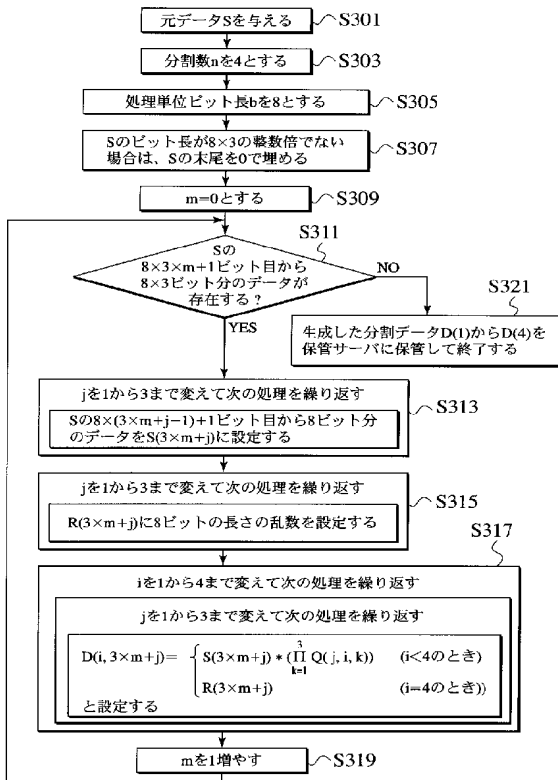 元データSを与える
S301
分割数nを4とする
S303
処理単位ビット長bを8とする
S305
Sのビット長が8×3の整数倍でない
場合は、Sの末尾を0で埋める
S307
m=0とする
S309
S311
Sの
8×3×m+1ビット目から
8×3ビット分のデータが
存在する?
NO
YES
S321
生成した分割データD(1)からD(4)を
保管サーバに保管して終了する
jを1から3まで変えて次の処理を繰り返す
Sの8×(3×m+j-1)+1ビット目から8ビット分
のデータをS(3×m+j)に設定する
S313
jを1から3まで変えて次の処理を繰り返す
R(3×m+j)に8ビットの長さの乱数を設定する
S315
S317
iを1から4まで変えて次の処理を繰り返す
jを1から3まで変えて次の処理を繰り返す
D(i, 3×m+j)= { S(3×m+j)*(∏_{k=1}^{3} Q(j, i, k)) (i<4のとき)
R(3×m+j) (i=4のとき))
と設定する
mを1増やす
S319